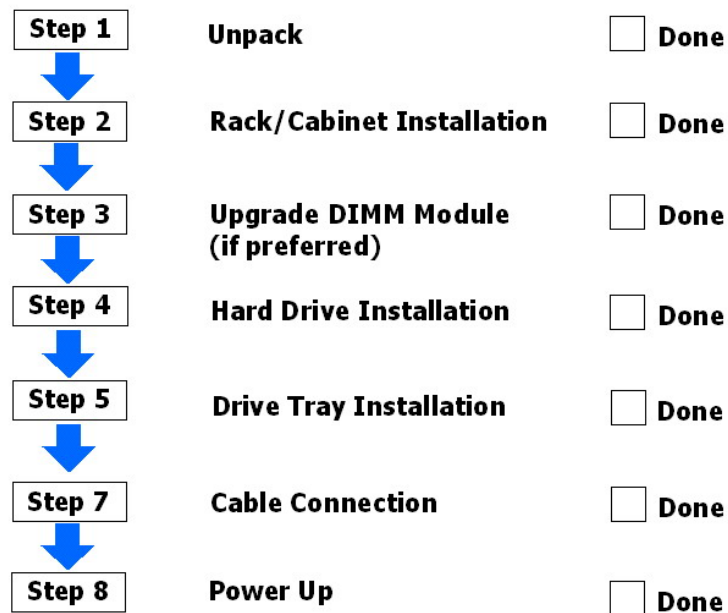 Step 1 Unpack Done
Step 2 Rack/Cabinet Installation Done
Step 3 Upgrade DIMM Module Done
(if preferred)
Step 4 Hard Drive Installation Done
Step 5 Drive Tray Installation Done
Step 7 Cable Connection Done
Step 8 Power Up Done